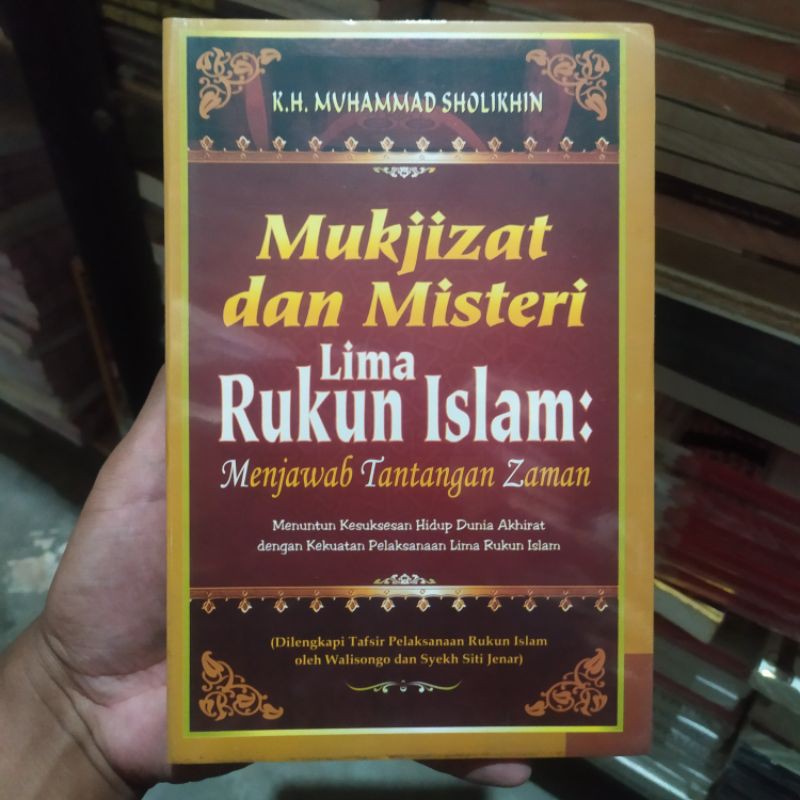 K.H. MUHAMMAD SHOLIKHIN
Mukjizat
dan Misteri
Lima
Rukun Islam:
Menjawab Tantangan Zaman
Menuntun Kesuksesan Hidup Dunia Akhirat
dengan Kekuatan Pelaksanaan Lima Rukun Islam
(Dilengkapi Tafsir Pelaksanaan Rukun Islam
oleh Walisongo dan Syekh Siti Jenar)